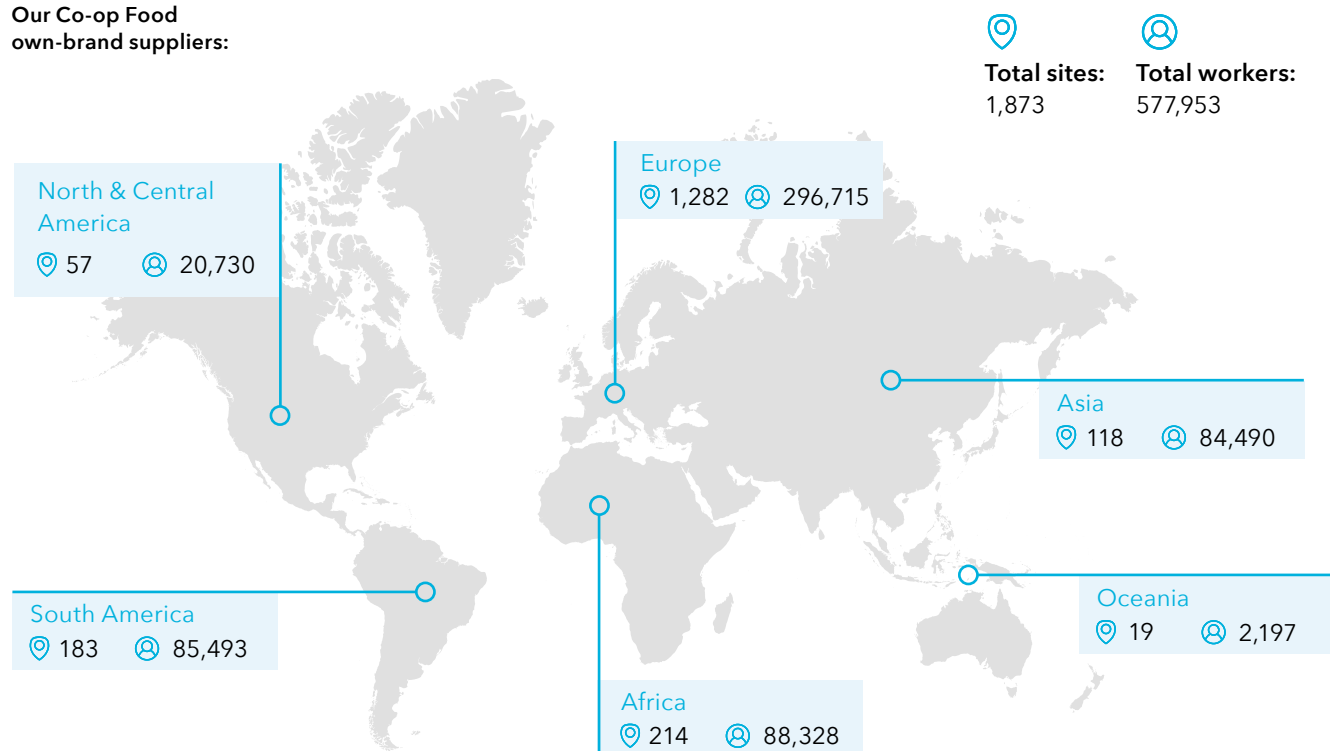 Our Co-op Food
own-brand suppliers:
Total sites:
1,873
Total workers:
577,953
North & Central
America
57 20,730
Europe
1,282 296,715
Asia
118 84,490
South America
183 85,493
Oceania
19 2,197
Africa
214 88,328